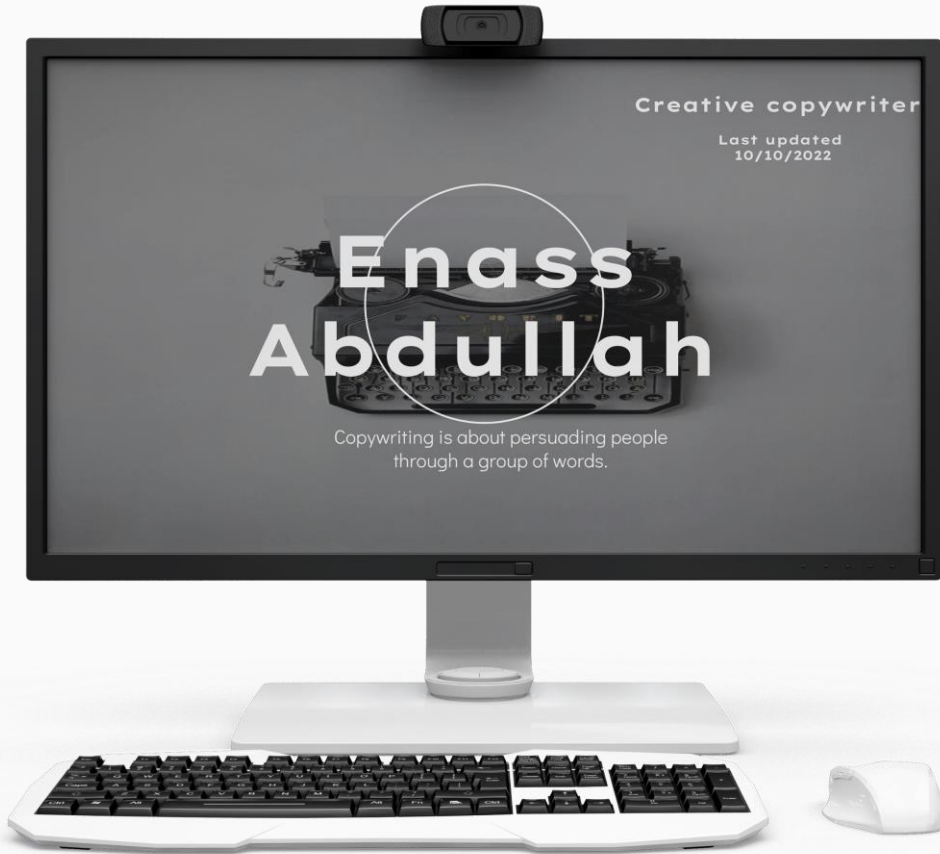 Creative copywriter
Last updated
10/10/2022
Enass
Abdullah
Copywriting is about persuading people
through a group of words.